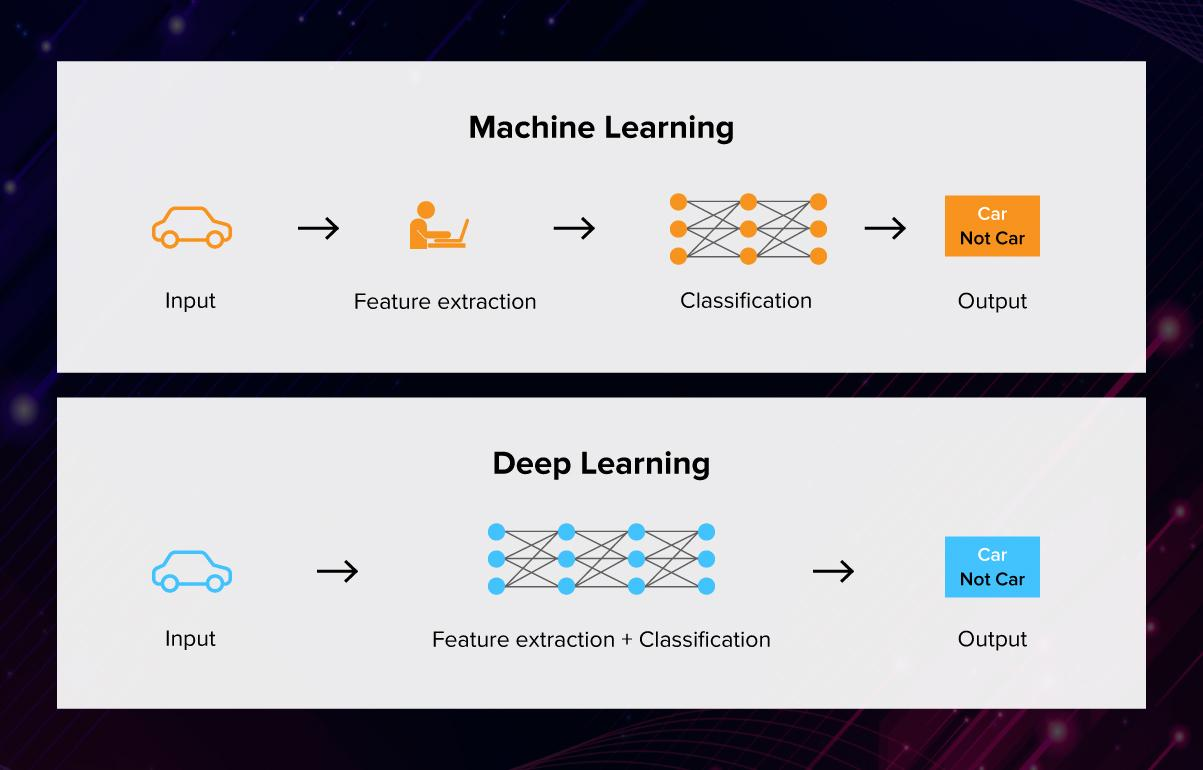 Machine Learning
Car
Not Car
Input
Feature extraction
Classification
Output
Deep Learning
Car
Not Car
Input
Feature extraction + Classification
Output